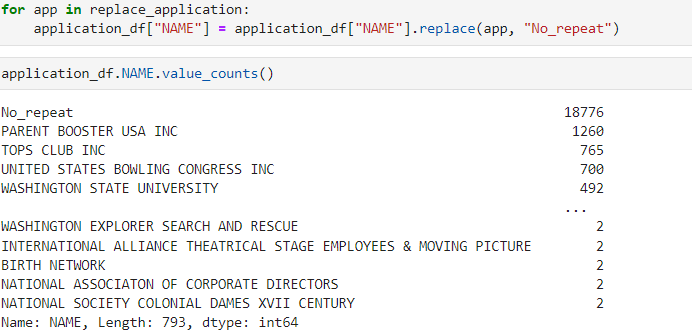 for app in replace_application:
    application_df["NAME"] = application_df["NAME"].replace(app, "No_repeat")
application_df.NAME.value_counts()
No_repeat 18776
PARENT BOOSTER USA INC 1260
TOPS CLUB INC 765
UNITED STATES BOWLING CONGRESS INC 700
WASHINGTON STATE UNIVERSITY 492
...
WASHINGTON EXPLORER SEARCH AND RESCUE 2
INTERNATIONAL ALLIANCE THEATRICAL STAGE EMPLOYEES & MOVING PICTURE 2
BIRTH NETWORK 2
NATIONAL ASSOCIATON OF CORPORATE DIRECTORS 2
NATIONAL SOCIETY COLONIAL DAMES XVII CENTURY 2
Name: NAME, Length: 793, dtype: int64